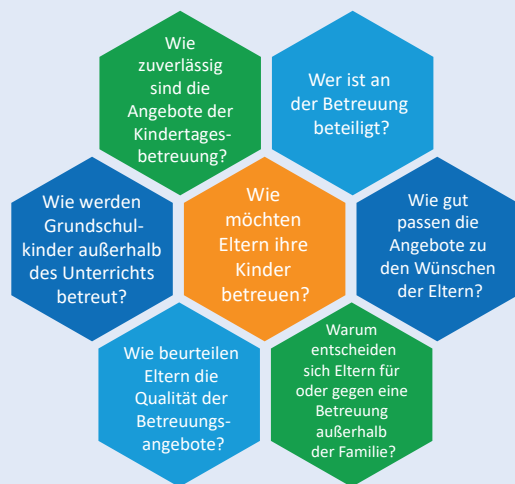 Wie
zuverlässig
sind die
Angebote der
Kindertages-
betreuung?
Wer ist an
der Betreuung
beteiligt?
Wie werden
Grundschul-
kinder außerhalb
des Unterrichts
betreut?
Wie
möchten
Eltern ihre
Kinder
betreuen?
Wie gut
passen die
Angebote zu
den Wünschen
der Eltern?
Wie beurteilen
Eltern die
Qualität der
Betreuungs-
angebote?
Warum
entscheiden
sich Eltern für
oder gegen eine
Betreuung
außerhalb
der Familie?